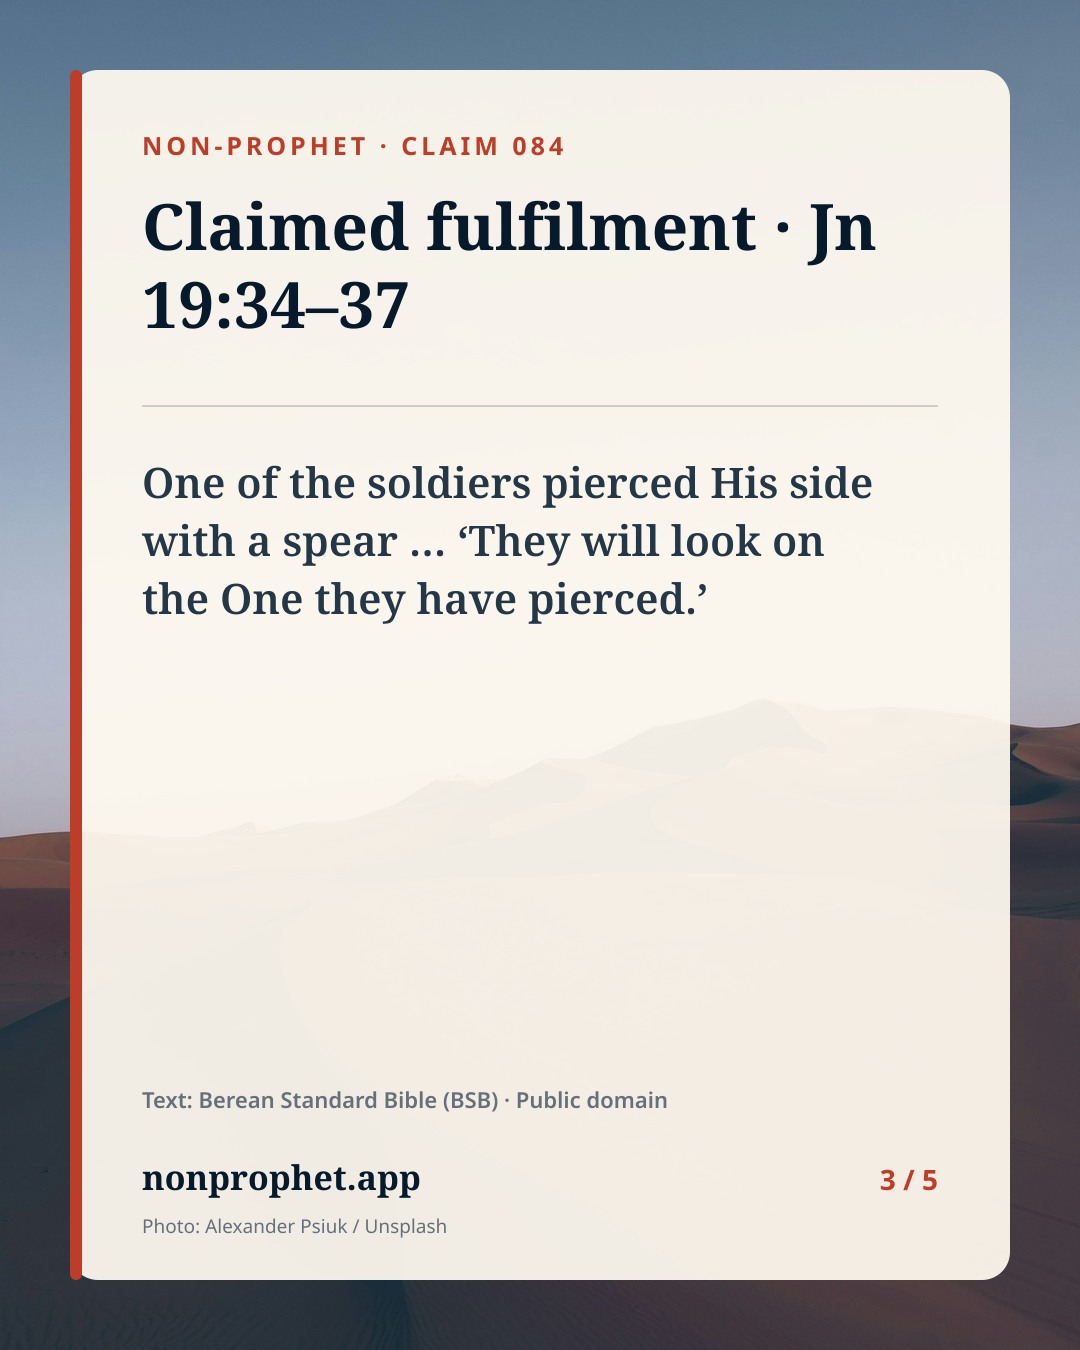 NON-PROPHET · CLAIM 084
Claimed fulfilment · Jn
19:34–37
One of the soldiers pierced His side
with a spear … ‘They will look on
the One they have pierced.’
Text: Berean Standard Bible (BSB) · Public domain
nonprophet.app
3 / 5
Photo: Alexander Psiuk / Unsplash